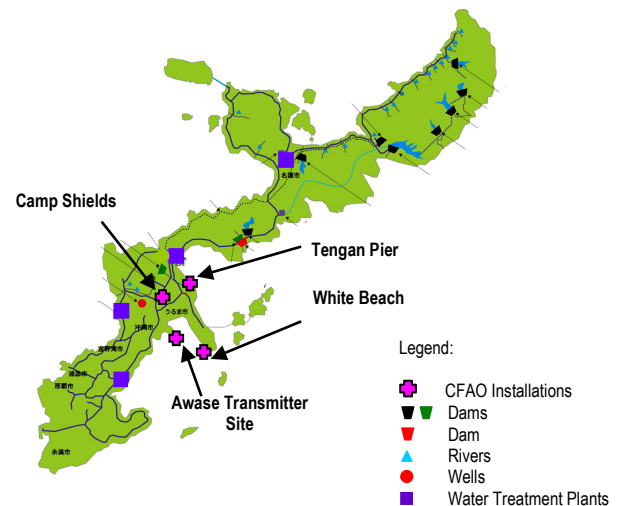 名護市
Camp Shields
Tengan Pier
White Beach
うるま市
沖縄市
宜野湾市
浦添市
那覇市
糸満市
Awase Transmitter
Site
Legend:
CFAO Installations
Dams
Dam
Rivers
Wells
Water Treatment Plants